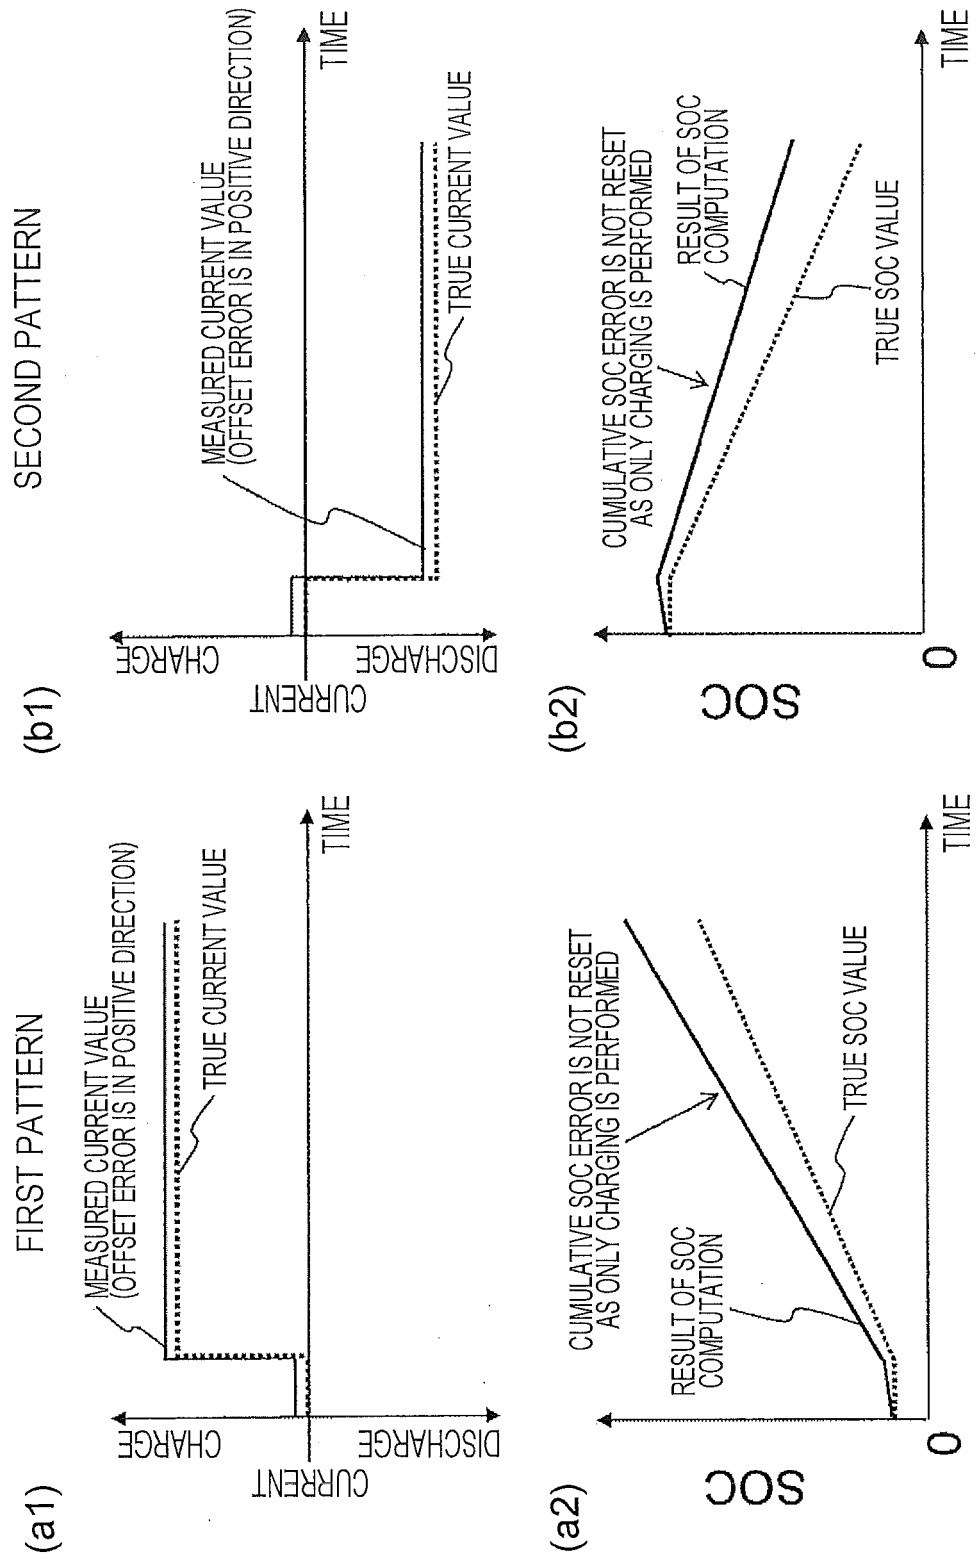 FIRST PATTERN
(a1)
MEASURED CURRENT VALUE
(OFFSET ERROR IS IN POSITIVE DIRECTION)
TRUE CURRENT VALUE
CHARGE
CURRENT
DISCHARGE
TIME
(a2)
CUMULATIVE SOC ERROR IS NOT RESET
AS ONLY CHARGING IS PERFORMED
RESULT OF SOC
COMPUTATION
TRUE SOC VALUE
SOC
0
TIME
SECOND PATTERN
(b1)
MEASURED CURRENT VALUE
(OFFSET ERROR IS IN POSITIVE DIRECTION)
TRUE CURRENT VALUE
CHARGE
CURRENT
DISCHARGE
TIME
(b2)
CUMULATIVE SOC ERROR IS NOT RESET
AS ONLY CHARGING IS PERFORMED
RESULT OF SOC
COMPUTATION
TRUE SOC VALUE
SOC
0
TIME